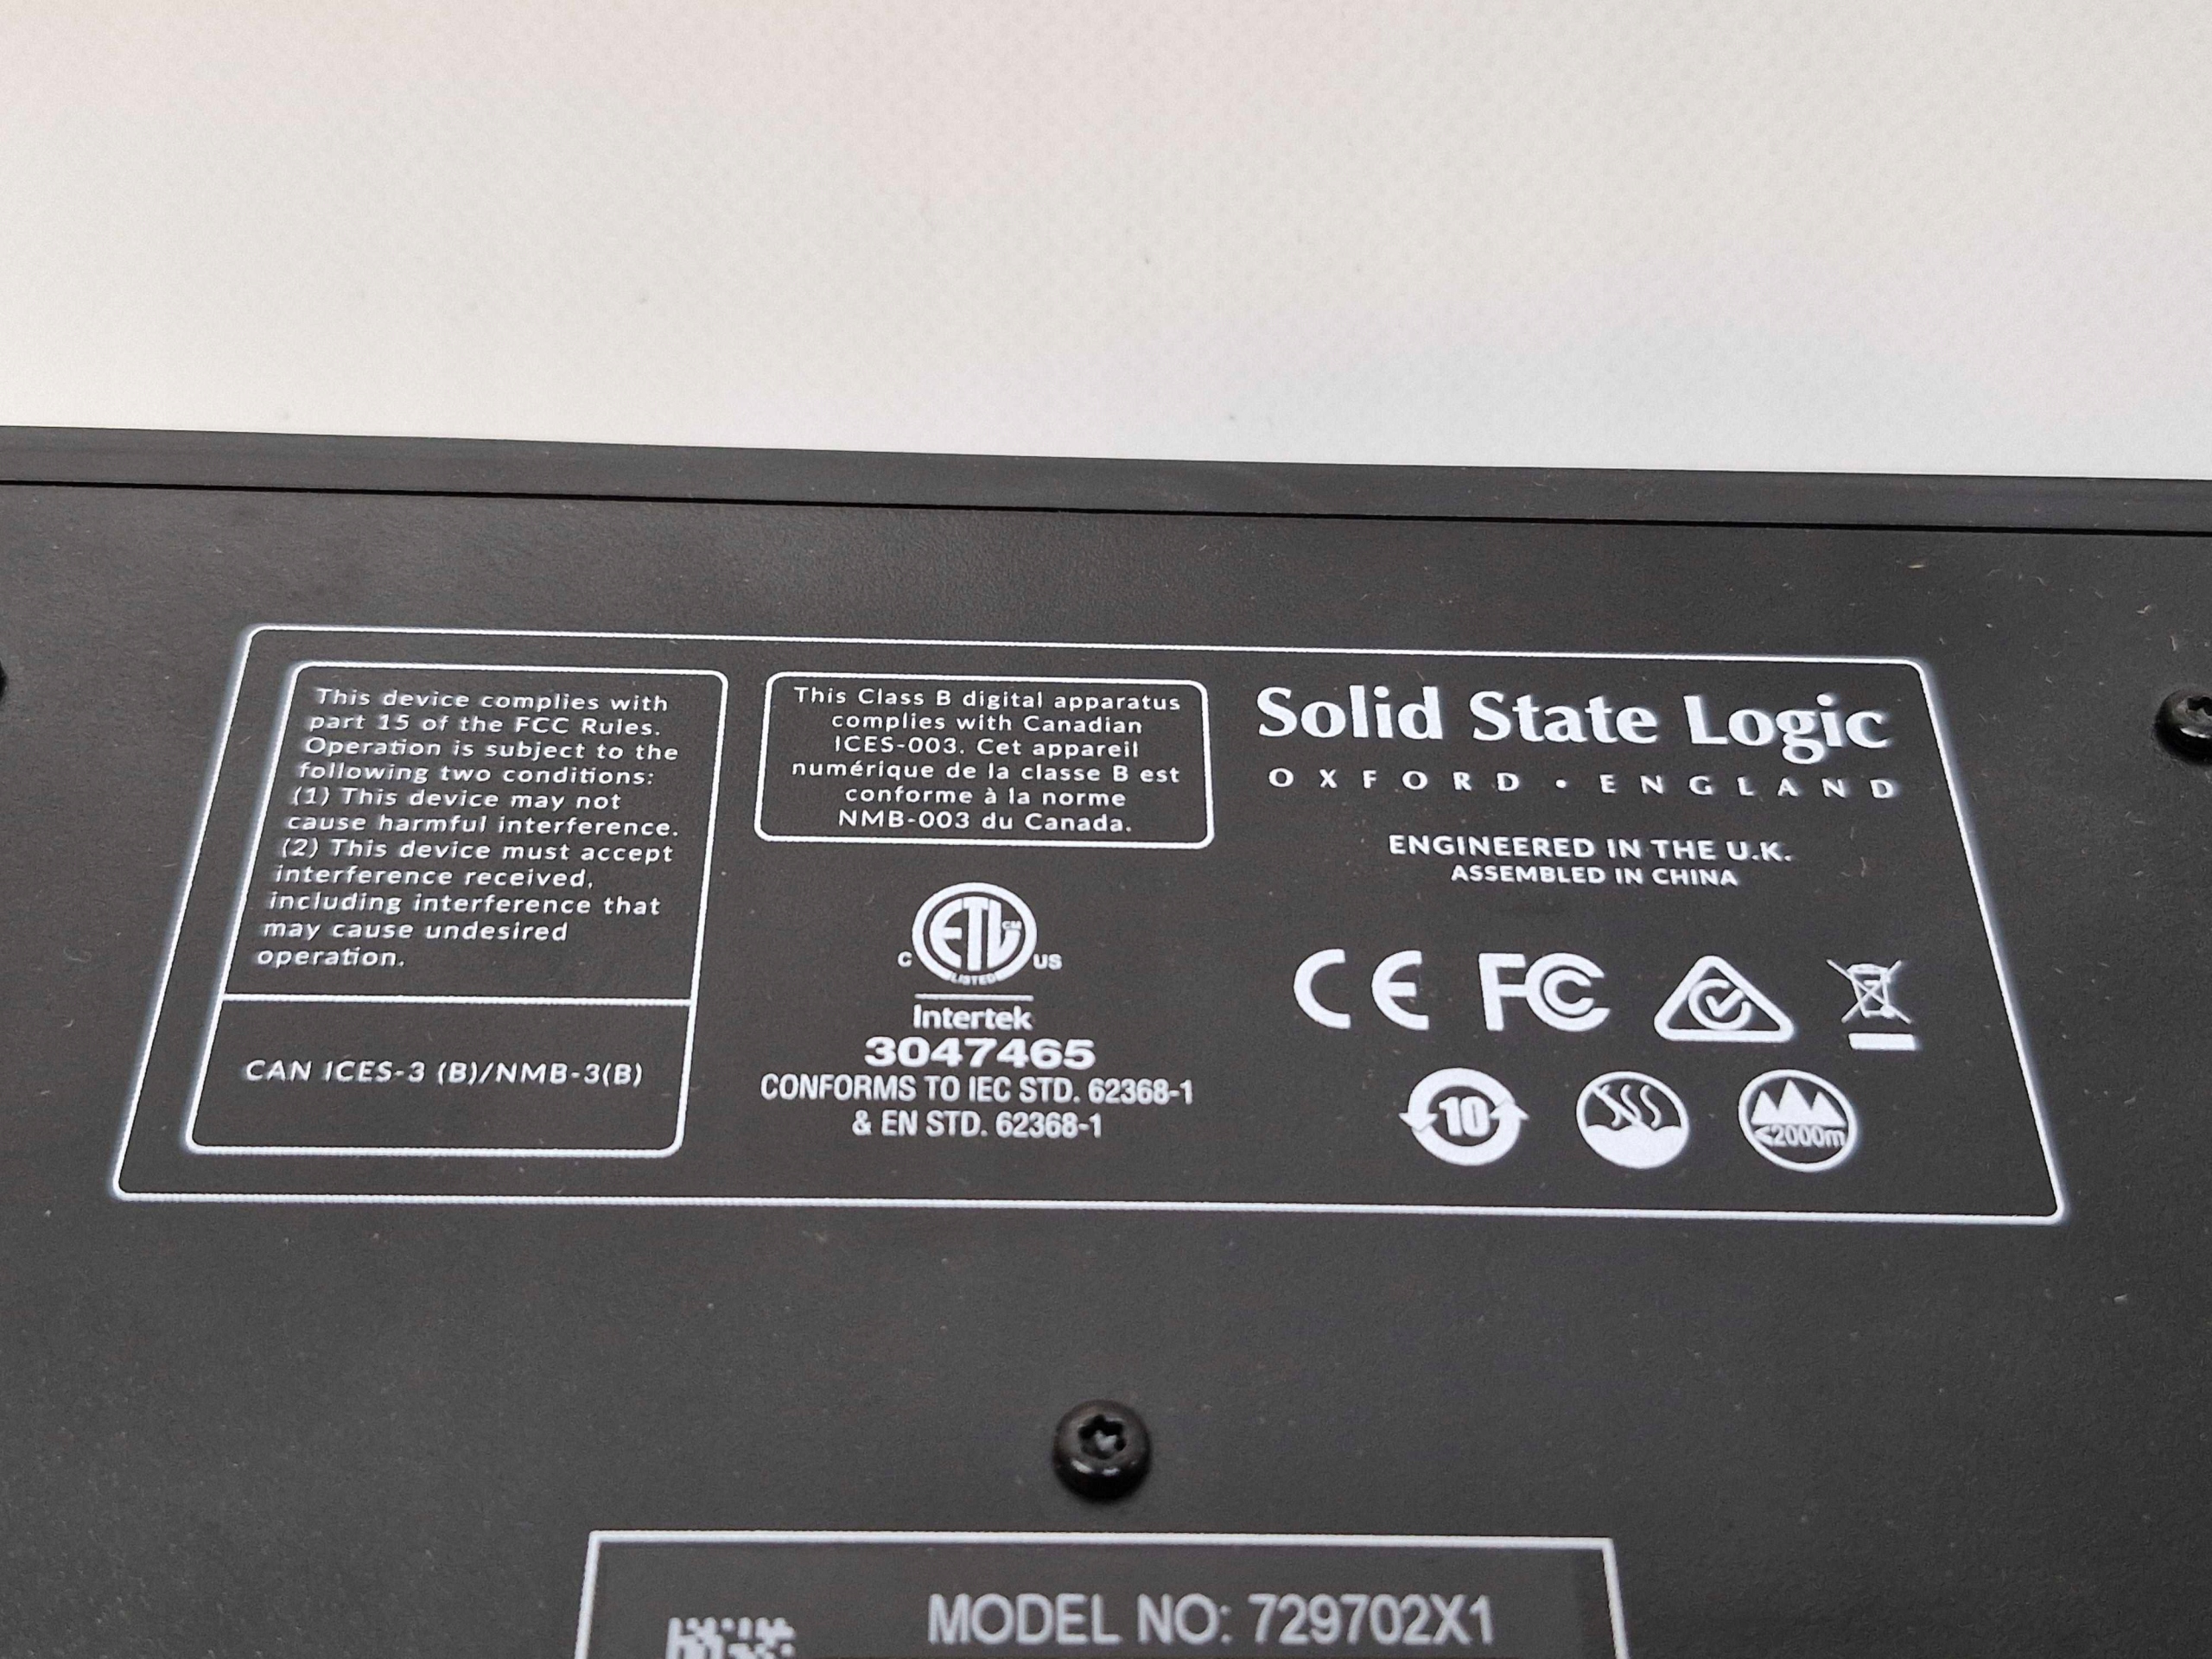 This device complies with
part 15 of the FCC Rules.
Operation is subject to the
following two conditions:
(1) This device may not
cause harmful interference.
(2) This device must accept
interference received,
including interference that
may cause undesired
operation.
CAN ICES-3 (B)/NMB-3(B)
This Class B digital apparatus
complies with Canadian
ICES-003. Cet appareil
numérique de la classe B est
conforme à la norme
NMB-003 du Canada.
ETL CM
C LISTED US
Intertek
3047465
CONFORMS TO IEC STD. 62368-1
& EN STD. 62368-1
Solid State Logic
OXFORD • ENGLAND
ENGINEERED IN THE U.K.
ASSEMBLED IN CHINA
CE FC
10 ≤2000m
MODEL NO: 729702X1